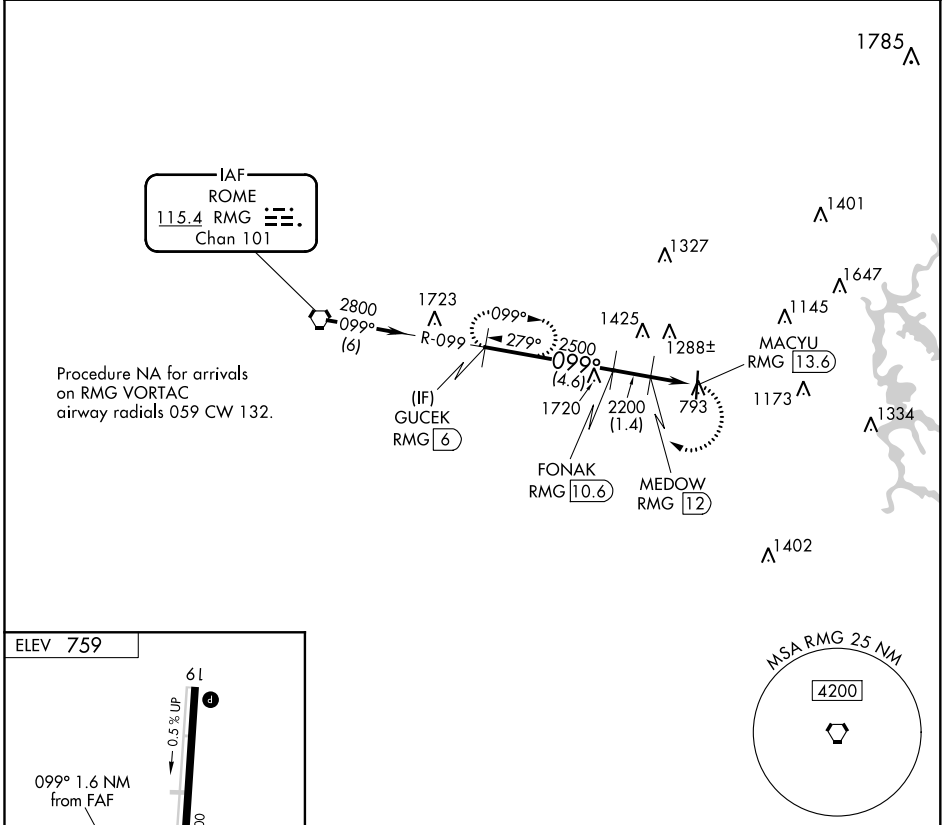 1785
IAF
ROME
115.4 RMG
Chan 101
1401
1327
1647
2800
099°
(6)
1723
R-099
099°
279°
1425
1145
2500
099°
(4.6)
1288±
MACYU
RMG 13.6
Procedure NA for arrivals
on RMG VORTAC
airway radials 059 CW 132.
(IF)
GUCEK
RMG 6
1720
2200
(1.4)
793
1173
1334
FONAK
RMG 10.6
MEDOW
RMG 12
1402
ELEV 759
19
P
0.5% UP
099° 1.6 NM
from FAF
MSA RMG 25 NM
4200